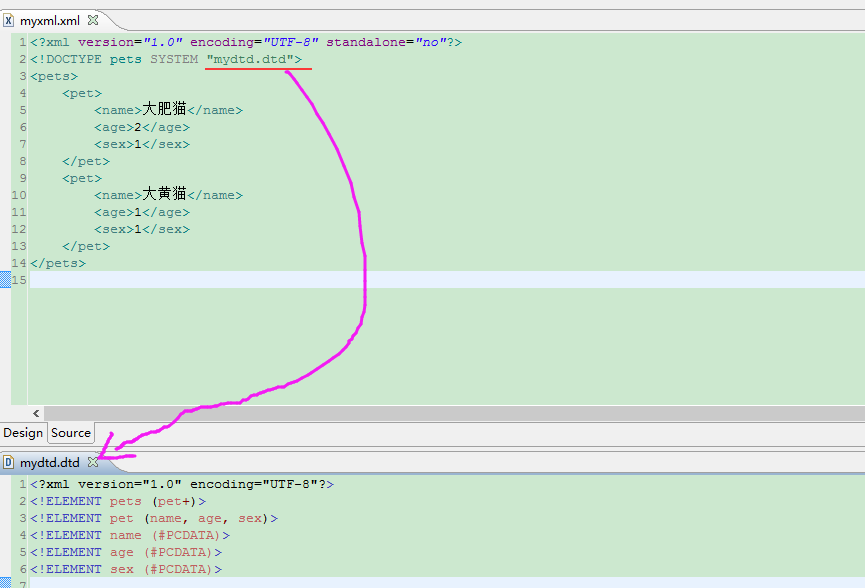 myxml.xml
1 <?xml version="1.0" encoding="UTF-8" standalone="no"?>
2 <!DOCTYPE pets SYSTEM "mydtd.dtd">
3 <pets>
4     <pet>
5         <name>大肥猫</name>
6         <age>2</age>
7         <sex>1</sex>
8     </pet>
9     <pet>
10         <name>大黄猫</name>
11         <age>1</age>
12         <sex>1</sex>
13     </pet>
14 </pets>
15
Design Source
mydtd.dtd
1 <?xml version="1.0" encoding="UTF-8"?>
2 <!ELEMENT pets (pet+)>
3 <!ELEMENT pet (name, age, sex)>
4 <!ELEMENT name (#PCDATA)>
5 <!ELEMENT age (#PCDATA)>
6 <!ELEMENT sex (#PCDATA)>
7